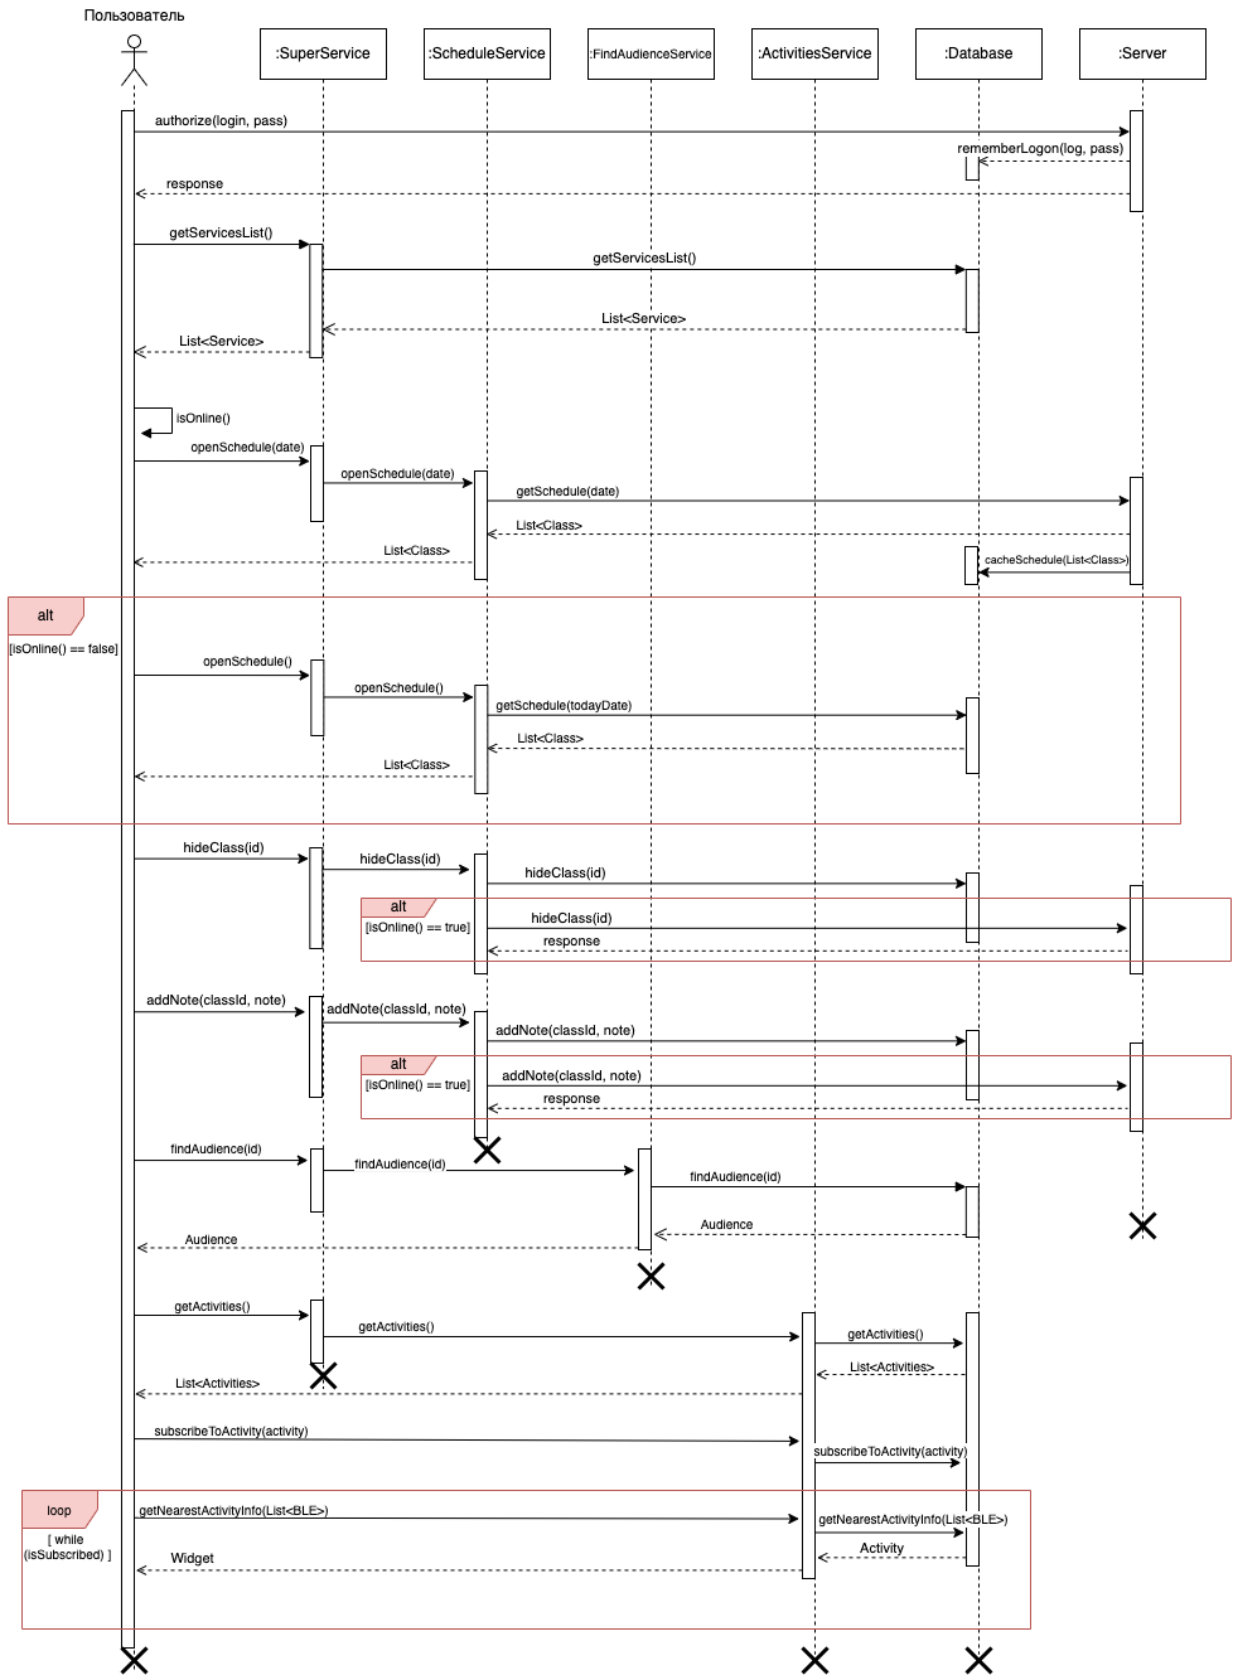 Пользователь
:SuperService
:ScheduleService
:FindAudienceService
:ActivitiesService
:Database
:Server
authorize(login, pass)
rememberLogon(log, pass)
response
getServicesList()
getServicesList()
List<Service>
List<Service>
isOnline()
openSchedule(date)
openSchedule(date)
getSchedule(date)
List<Class>
List<Class>
cacheSchedule(List<Class>)
alt
[isOnline() == false]
openSchedule()
openSchedule()
getSchedule(todayDate)
List<Class>
List<Class>
hideClass(id)
hideClass(id)
hideClass(id)
alt
[isOnline() == true]
hideClass(id)
response
addNote(classId, note)
addNote(classId, note)
addNote(classId, note)
alt
[isOnline() == true]
addNote(classId, note)
response
findAudience(id)
findAudience(id)
findAudience(id)
Audience
Audience
getActivities()
getActivities()
getActivities()
List<Activities>
List<Activities>
subscribeToActivity(activity)
subscribeToActivity(activity)
loop
[ while
(isSubscribed) ]
getNearestActivityInfo(List<BLE>)
getNearestActivityInfo(List<BLE>)
Activity
Widget